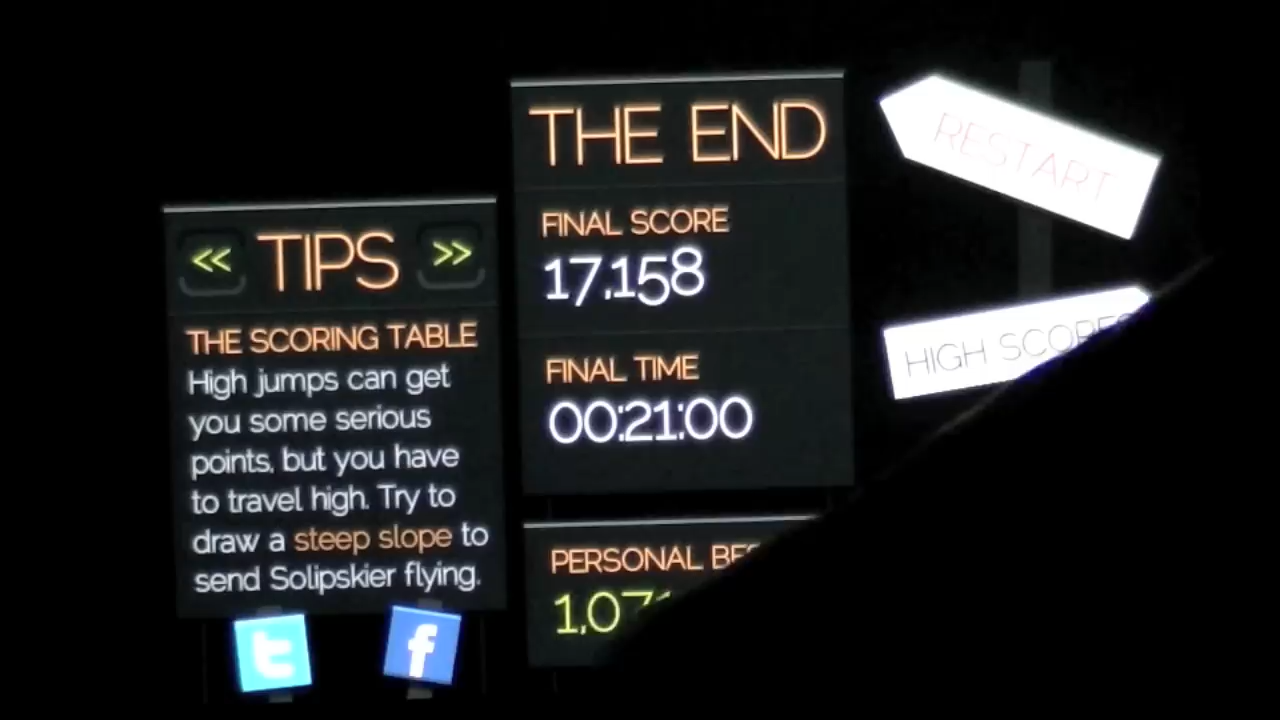 << TIPS >>
THE SCORING TABLE
High jumps can get
you some serious
points, but you have
to travel high. Try to
draw a steep slope to
send Solipskier flying.
t
f
THE END
FINAL SCORE
17,158
FINAL TIME
00:21:00
PERSONAL
RESTART
HIGH SCORES